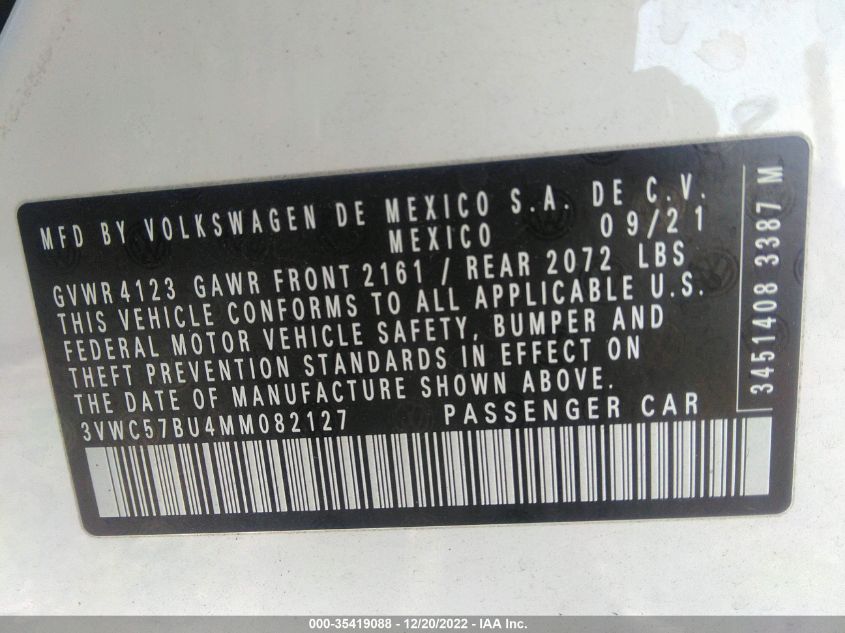 MFD BY VOLKSWAGEN DE MEXICO S.A. DE C.V.
MEXICO 09/21
GVWR 4123 GAWR FRONT 2161 / REAR 2072 LBS
THIS VEHICLE CONFORMS TO ALL APPLICABLE U.S.
FEDERAL MOTOR VEHICLE SAFETY, BUMPER AND
THEFT PREVENTION STANDARDS IN EFFECT ON
THE DATE OF MANUFACTURE SHOWN ABOVE.
3VWC57BU4MM082127 PASSENGER CAR
3451408 3387 M
000-35419088 - 12/20/2022 - IAA Inc.